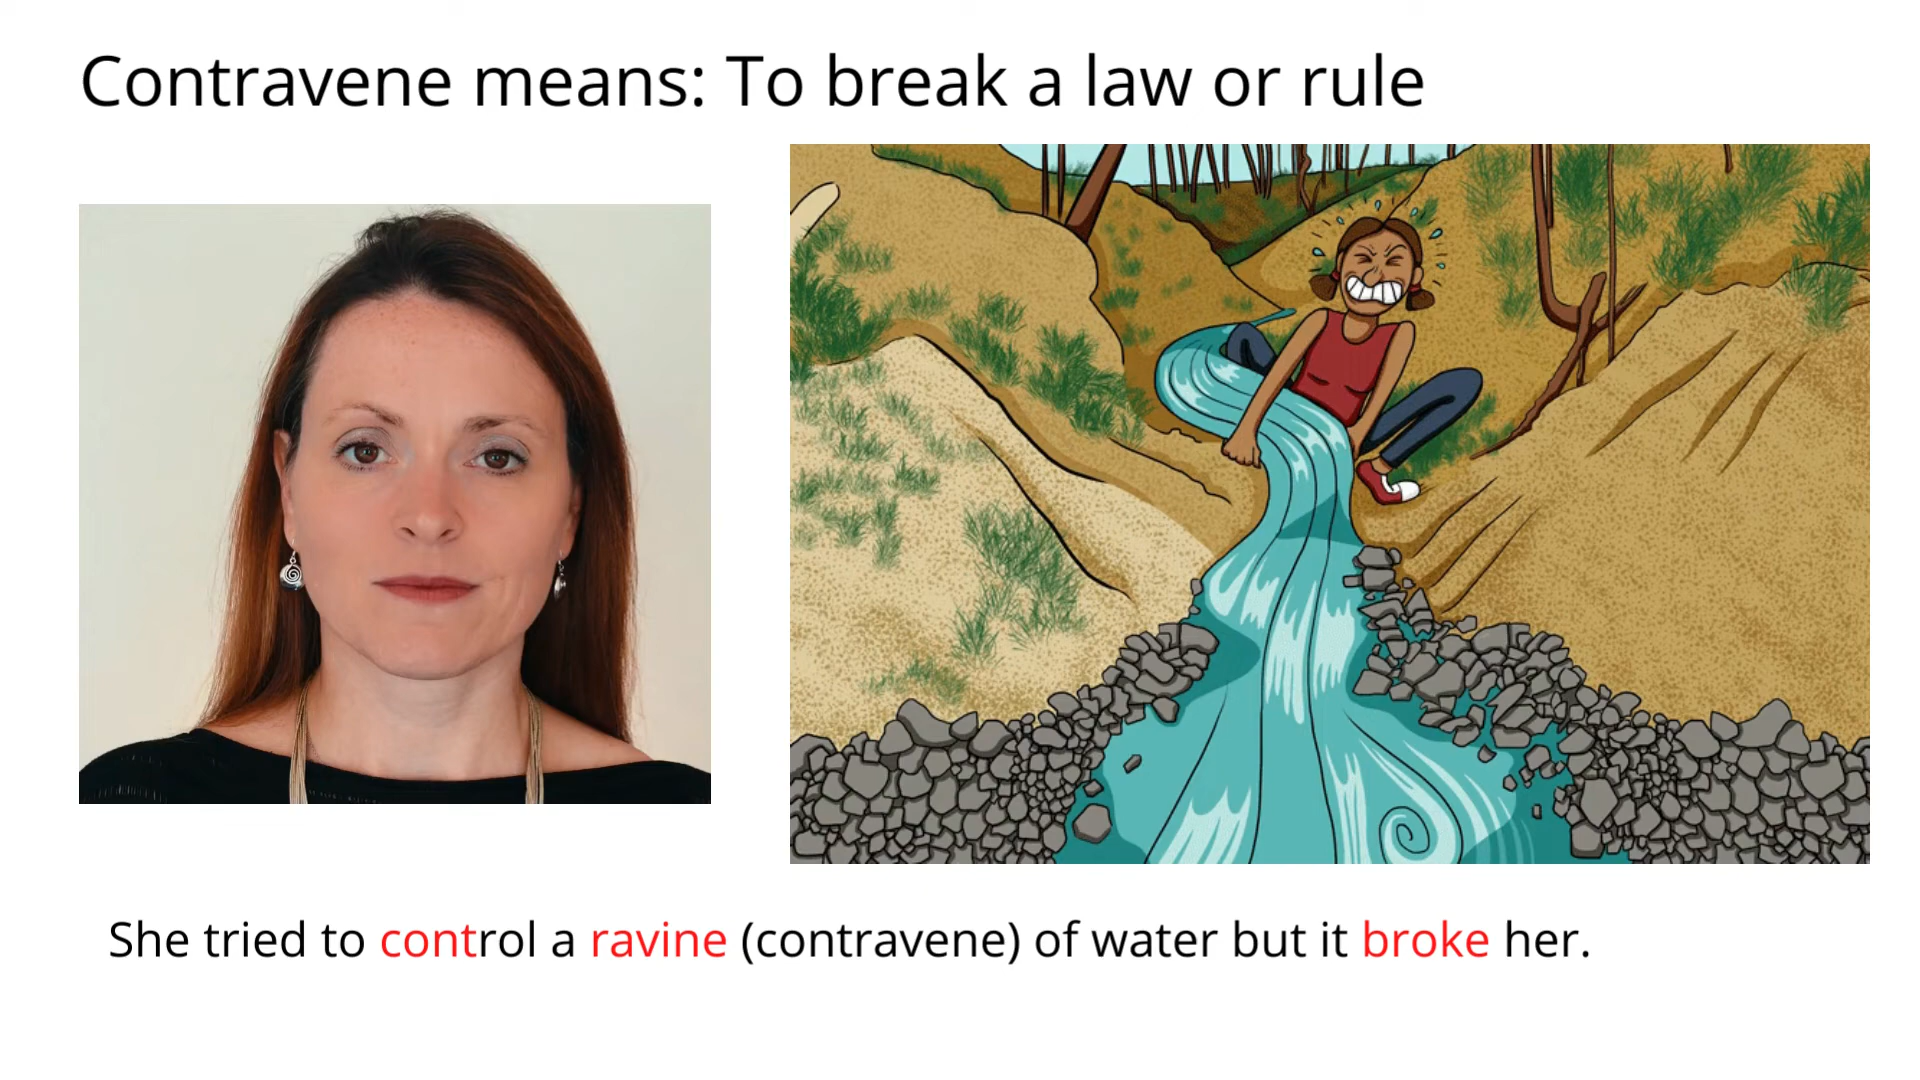 Contravene means: To break a law or rule
She tried to control a ravine (contravene) of water but it broke her.